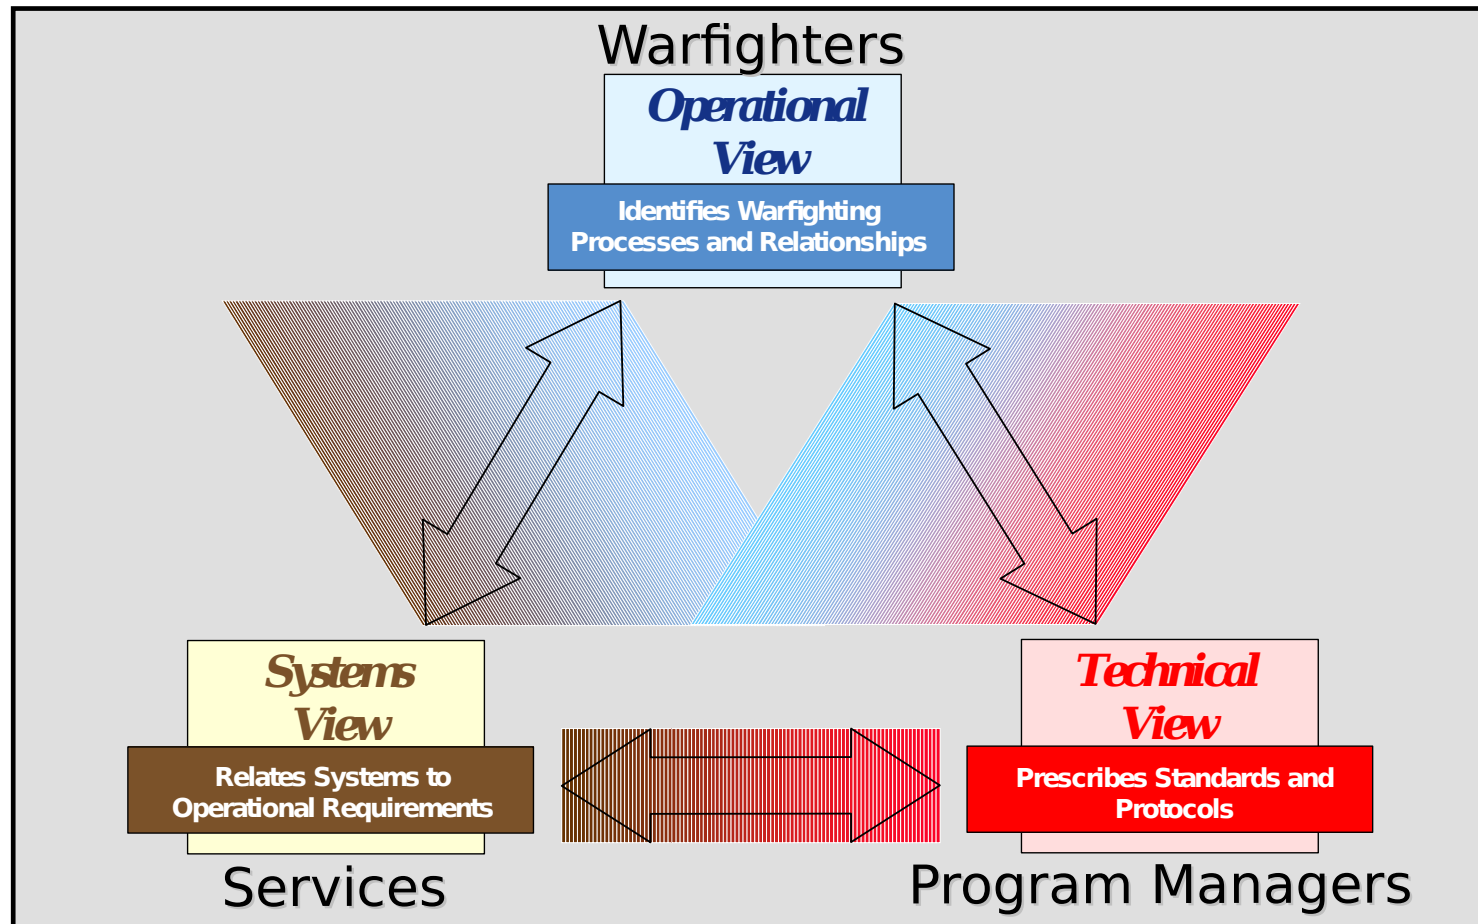 Warfighters
Operational
View
Identifies Warfighting
Processes and Relationships
Systems
View
Relates Systems to
Operational Requirements
Services
Technical
View
Prescribes Standards and
Protocols
Program Managers